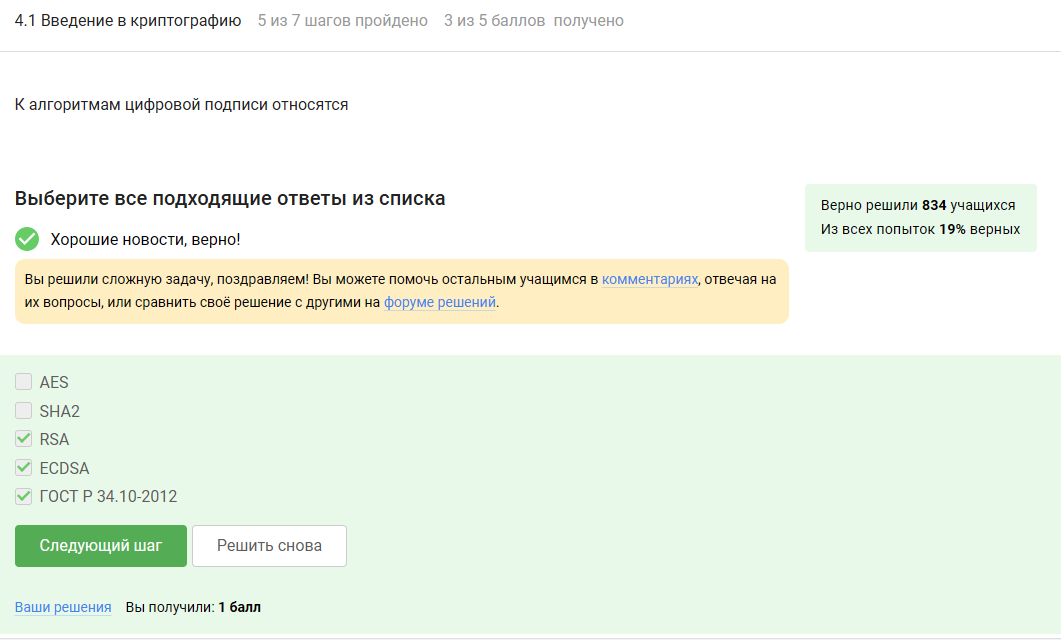 4.1 Введение в криптографию 5 из 7 шагов пройдено 3 из 5 баллов получено
К алгоритмам цифровой подписи относятся
Выберите все подходящие ответы из списка
Верно решили 834 учащихся
Из всех попыток 19% верных
Хорошие новости, верно!
Вы решили сложную задачу, поздравляем! Вы можете помочь остальным учащимся в комментариях, отвечая на
их вопросы, или сравнить своё решение с другими на форуме решений.
AES
SHA2
RSA
ECDSA
ГОСТ Р 34.10-2012
Следующий шаг Решить снова
Ваши решения Вы получили: 1 балл